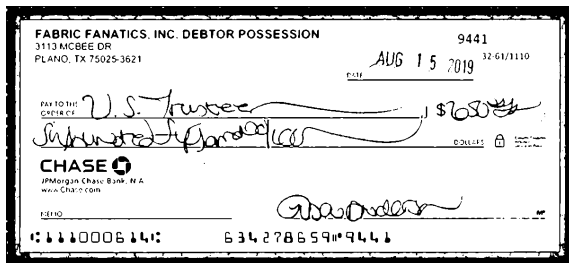 FABRIC FANATICS, INC. DEBTOR POSSESSION
3113 MCBEE DR
PLANO, TX 75025-3621
9441
32-61/1110
AUG 15 2019
DATE
PAY TO THE
ORDER OF U.S. Trustee $ 650
DOLLARS
CHASE
JPMorgan Chase Bank, N.A.
www.Chase.com
MEMO
⑆111000614⑆ 634278659⑈9441